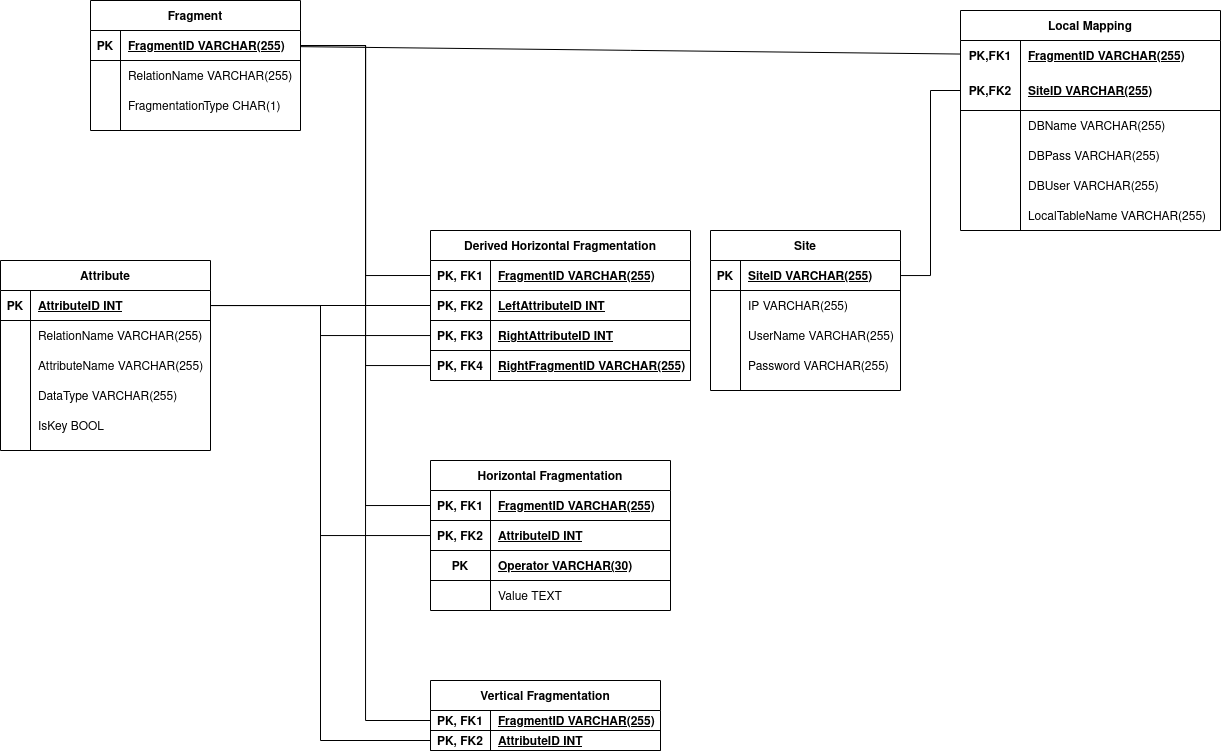 Fragment
PK FragmentID VARCHAR(255)
RelationName VARCHAR(255)
FragmentationType CHAR(1)
Local Mapping
PK,FK1 FragmentID VARCHAR(255)
PK,FK2 SiteID VARCHAR(255)
DBName VARCHAR(255)
DBPass VARCHAR(255)
DBUser VARCHAR(255)
LocalTableName VARCHAR(255)
Attribute
PK AttributeID INT
RelationName VARCHAR(255)
AttributeName VARCHAR(255)
DataType VARCHAR(255)
IsKey BOOL
Derived Horizontal Fragmentation
PK, FK1 FragmentID VARCHAR(255)
PK, FK2 LeftAttributeID INT
PK, FK3 RightAttributeID INT
PK, FK4 RightFragmentID VARCHAR(255)
Site
PK SiteID VARCHAR(255)
IP VARCHAR(255)
UserName VARCHAR(255)
Password VARCHAR(255)
Horizontal Fragmentation
PK, FK1 FragmentID VARCHAR(255)
PK, FK2 AttributeID INT
PK Operator VARCHAR(30)
Value TEXT
Vertical Fragmentation
PK, FK1 FragmentID VARCHAR(255)
PK, FK2 AttributeID INT